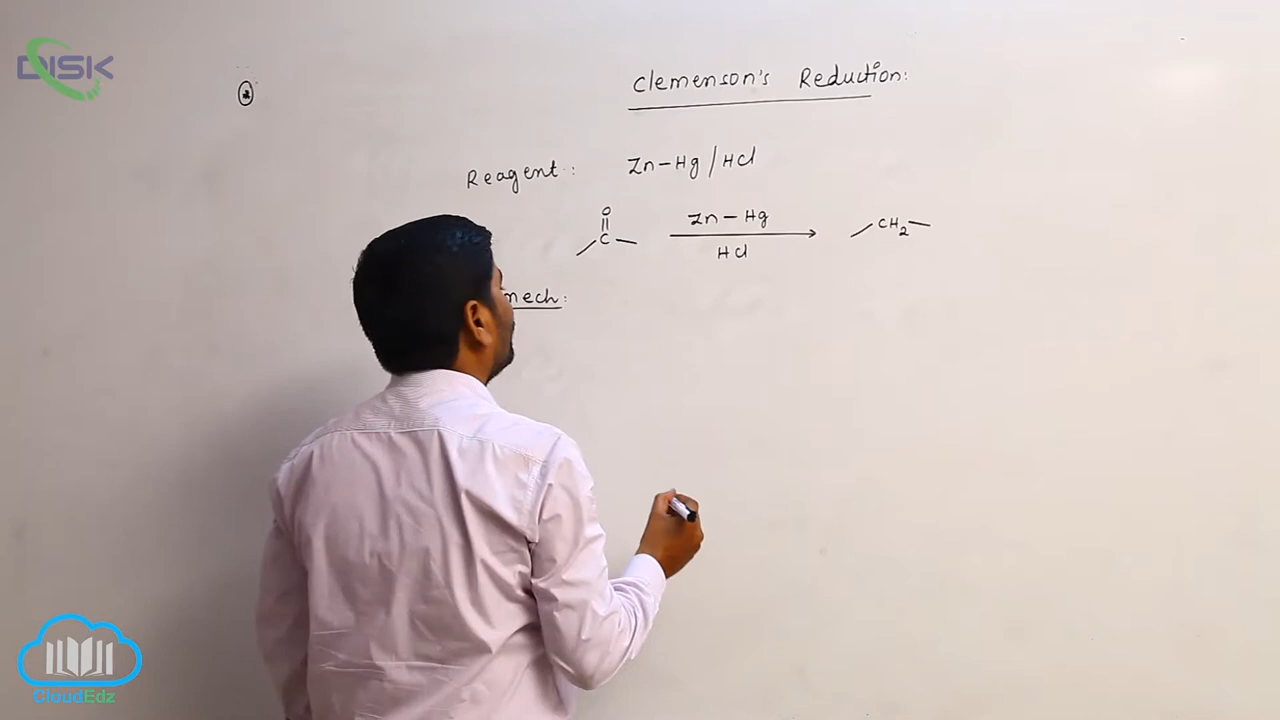 DISK
Clemenson's Reduction:
Reagent: Zn-Hg/HCl
O
||
C
Zn-Hg
HCl
CH2
mech:
CloudEdz